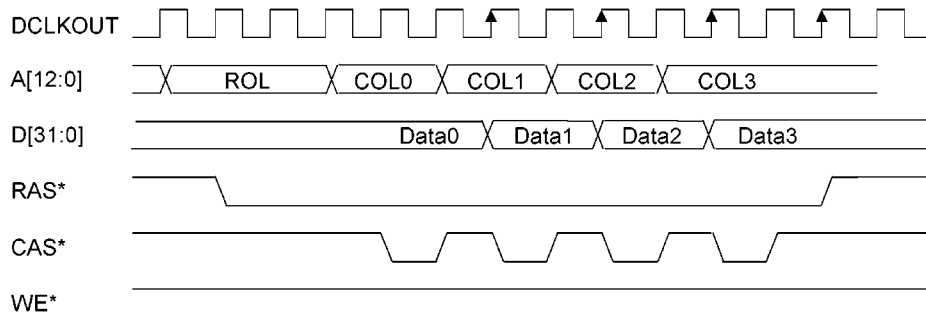 DCLKOUT
A[12:0] ROL COL0 COL1 COL2 COL3
D[31:0] Data0 Data1 Data2 Data3
RAS*
CAS*
WE*